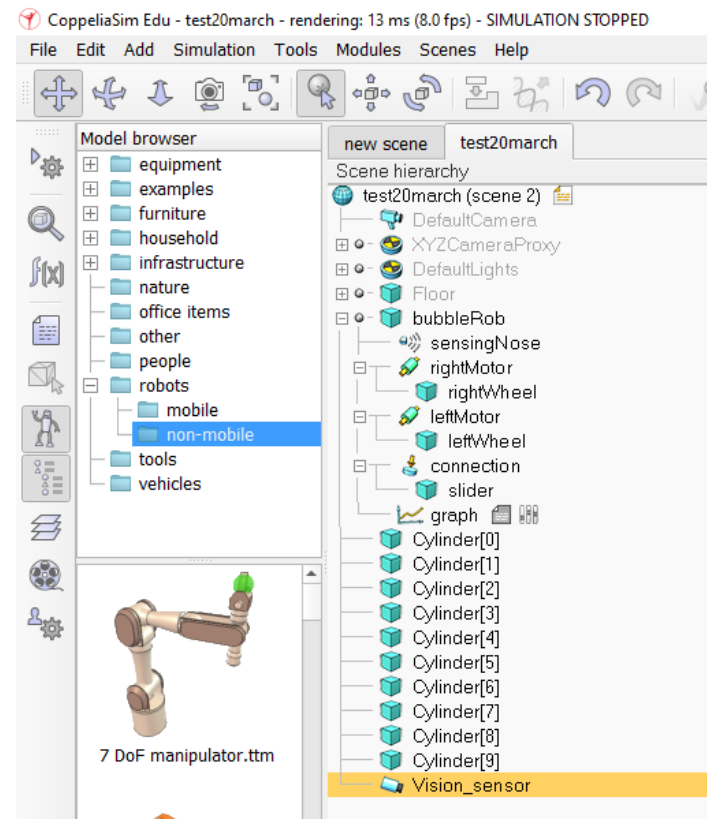 CoppeliaSim Edu - test20march - rendering: 13 ms (8.0 fps) - SIMULATION STOPPED
File Edit Add Simulation Tools Modules Scenes Help
Model browser
equipment
examples
furniture
household
infrastructure
nature
office items
other
people
robots
mobile
non-mobile
tools
vehicles
7 DoF manipulator.ttm
new scene test20march
Scene hierarchy
test20march (scene 2)
DefaultCamera
XYZCameraProxy
DefaultLights
Floor
bubbleRob
sensingNose
rightMotor
rightWheel
leftMotor
leftWheel
connection
slider
graph
Cylinder[0]
Cylinder[1]
Cylinder[2]
Cylinder[3]
Cylinder[4]
Cylinder[5]
Cylinder[6]
Cylinder[7]
Cylinder[8]
Cylinder[9]
Vision_sensor
f(x)